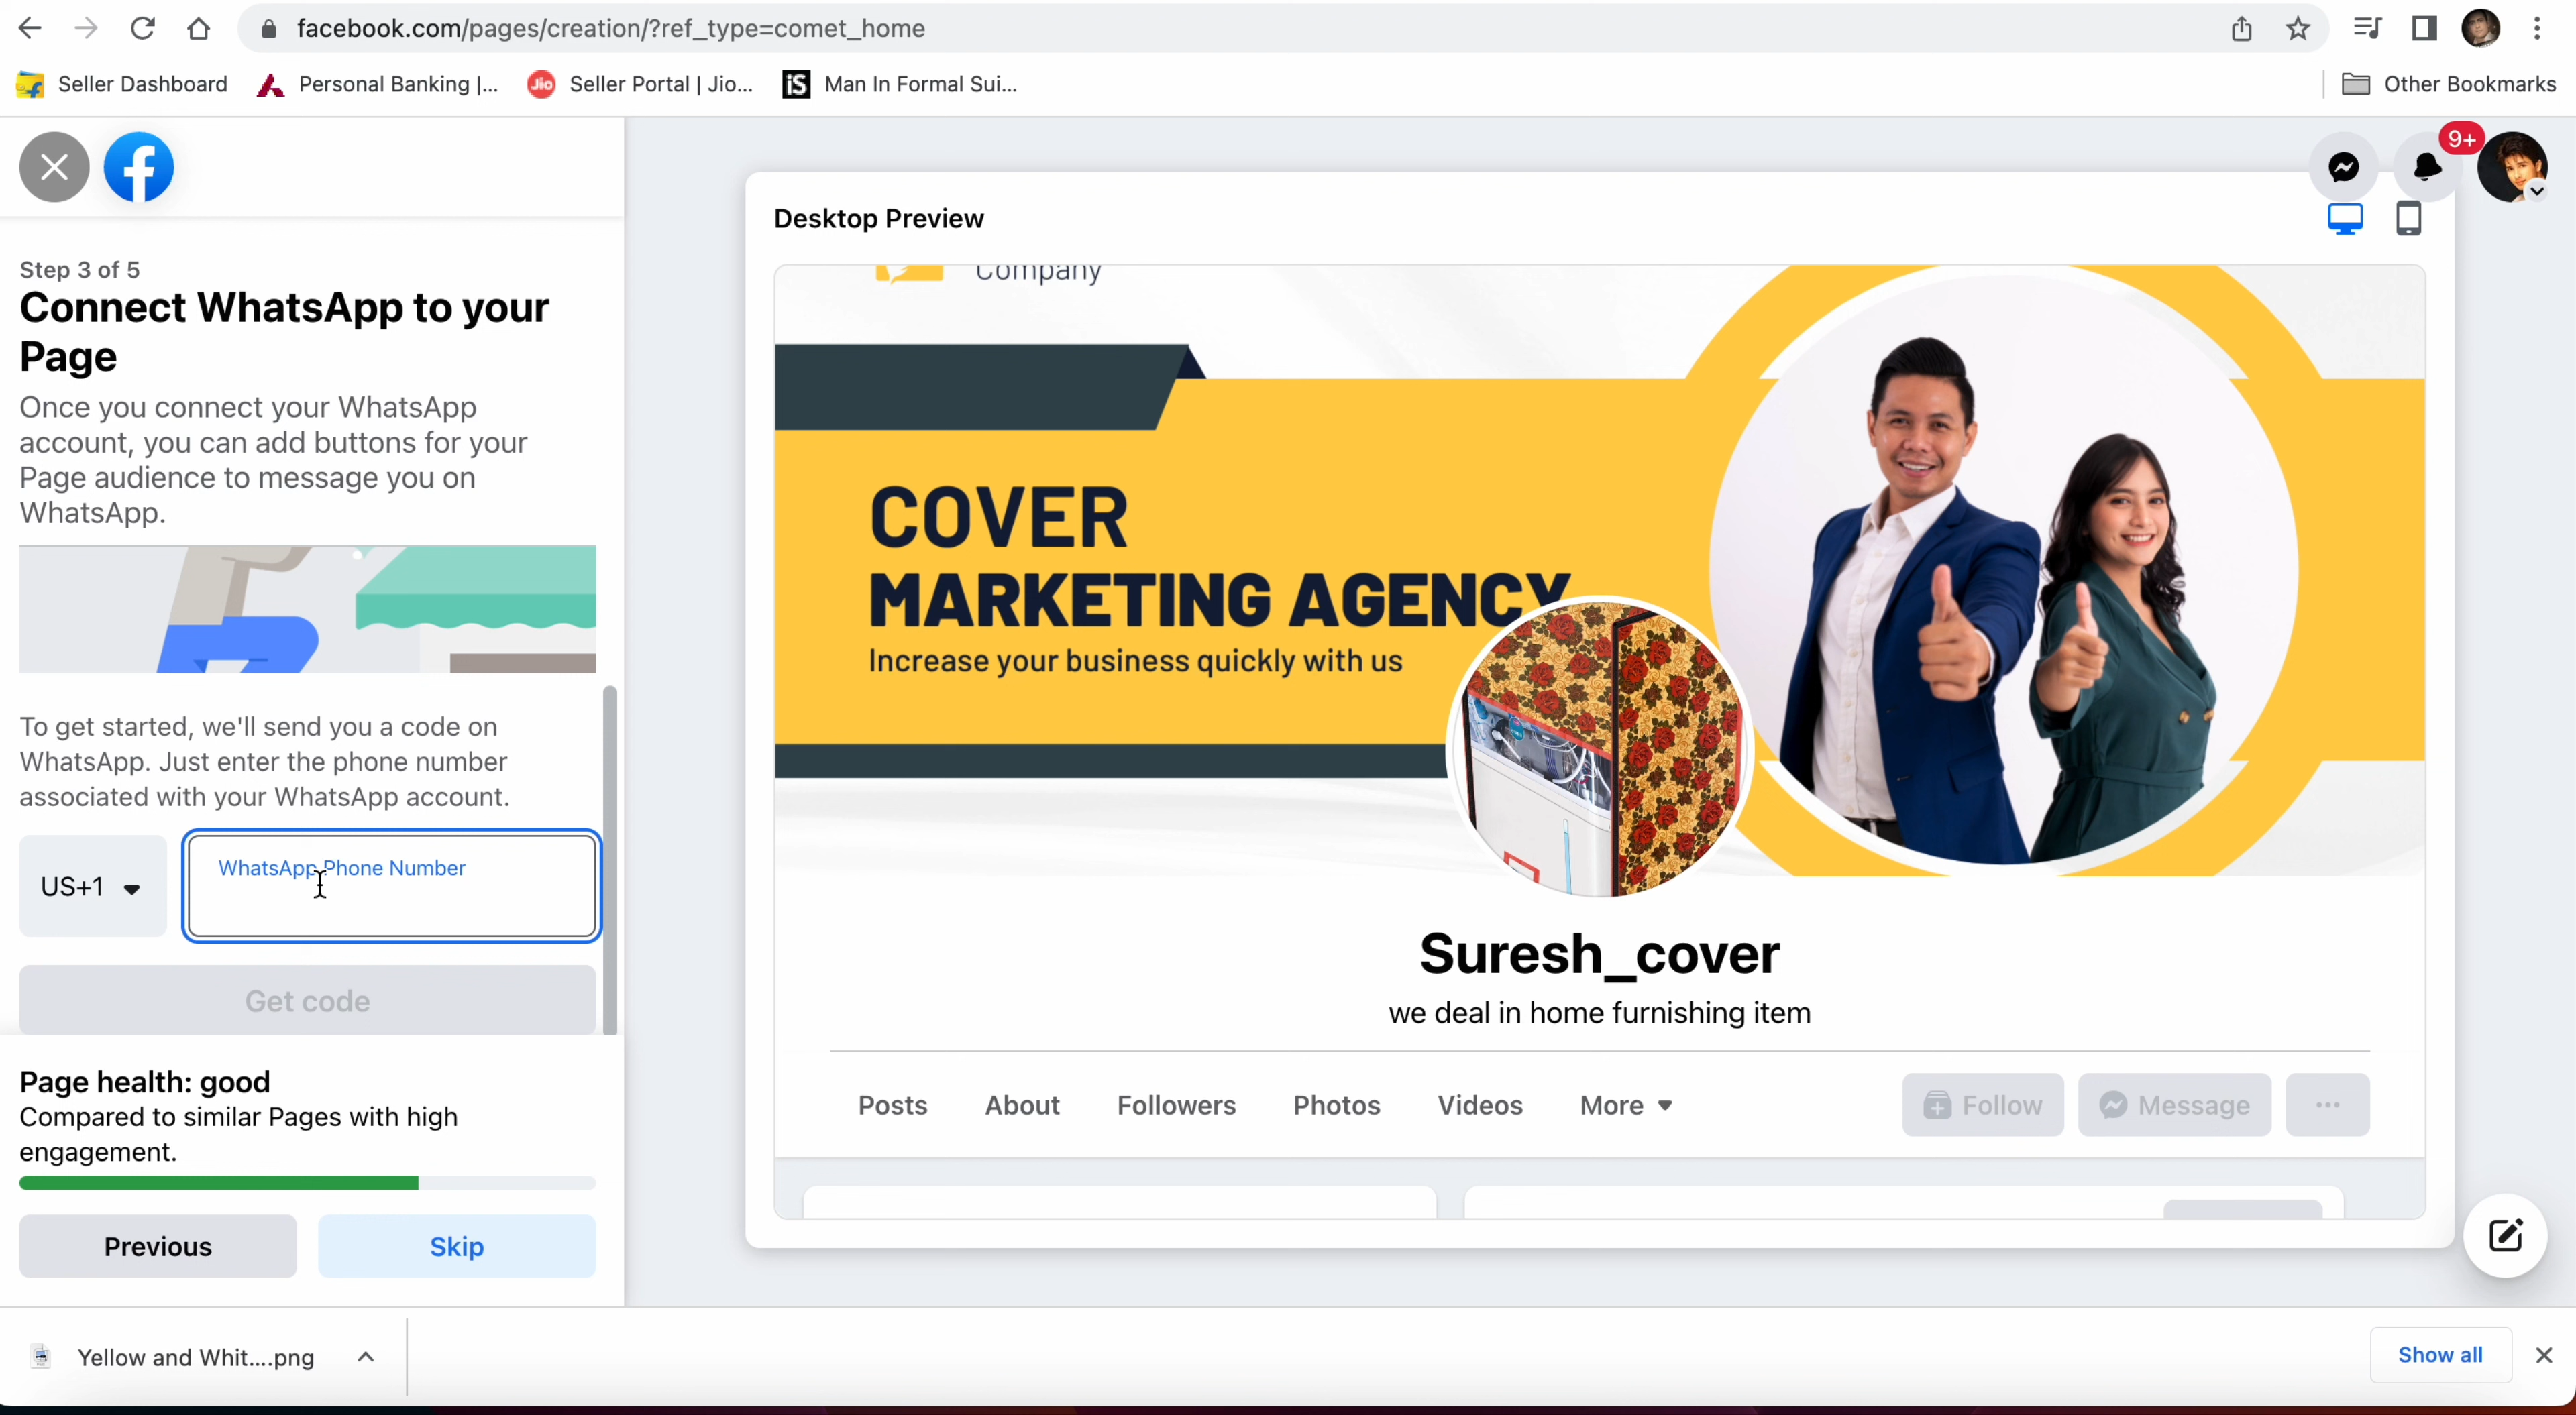 facebook.com/pages/creation/?ref_type=comet_home
Seller Dashboard
Personal Banking |...
Jio
Seller Portal | Jio...
iS
Man In Formal Sui...
Other Bookmarks
9+
Step 3 of 5
Connect WhatsApp to your
Page
Once you connect your WhatsApp
account, you can add buttons for your
Page audience to message you on
WhatsApp.
To get started, we'll send you a code on
WhatsApp. Just enter the phone number
associated with your WhatsApp account.
US+1
WhatsApp Phone Number
Get code
Page health: good
Compared to similar Pages with high
engagement.
Previous
Skip
Desktop Preview
Company
COVER
MARKETING AGENCY
Increase your business quickly with us
Suresh_cover
we deal in home furnishing item
Posts
About
Followers
Photos
Videos
More
Follow
Message
Yellow and Whit....png
Show all